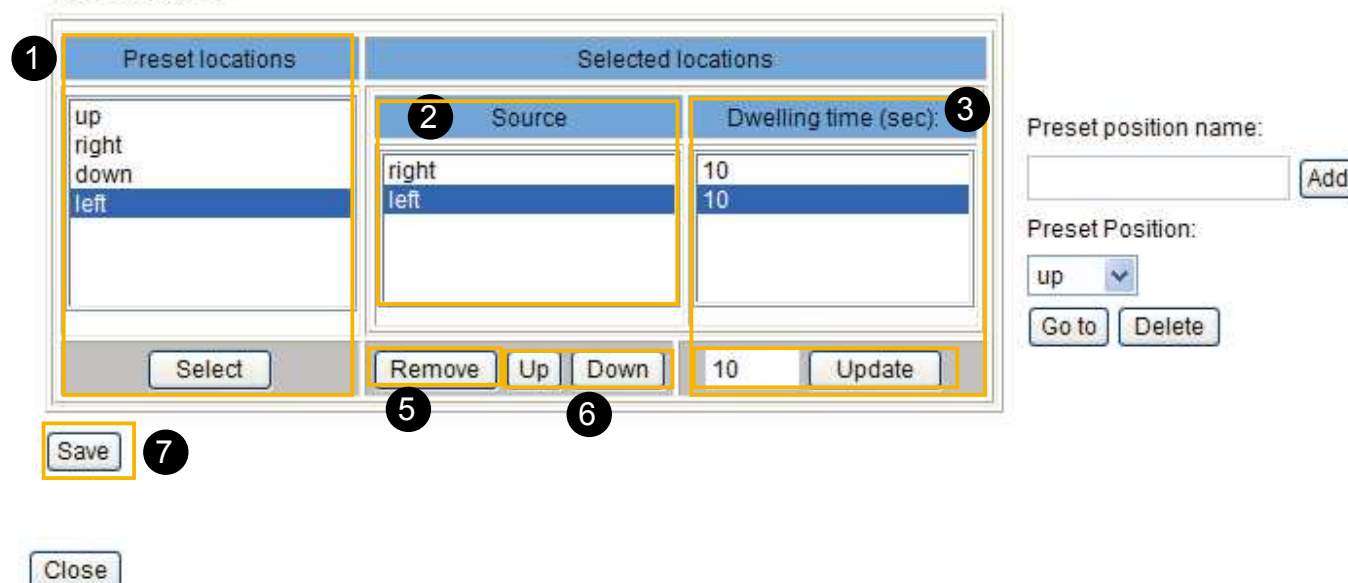 1 Preset locations Selected locations
2 Source Dwelling time (sec): 3
up
right
down
left
right
left
10
10
Preset position name:
Add
Preset Position:
up
Go to Delete
Select Remove Up Down 10 Update
5 6
Save 7
Close